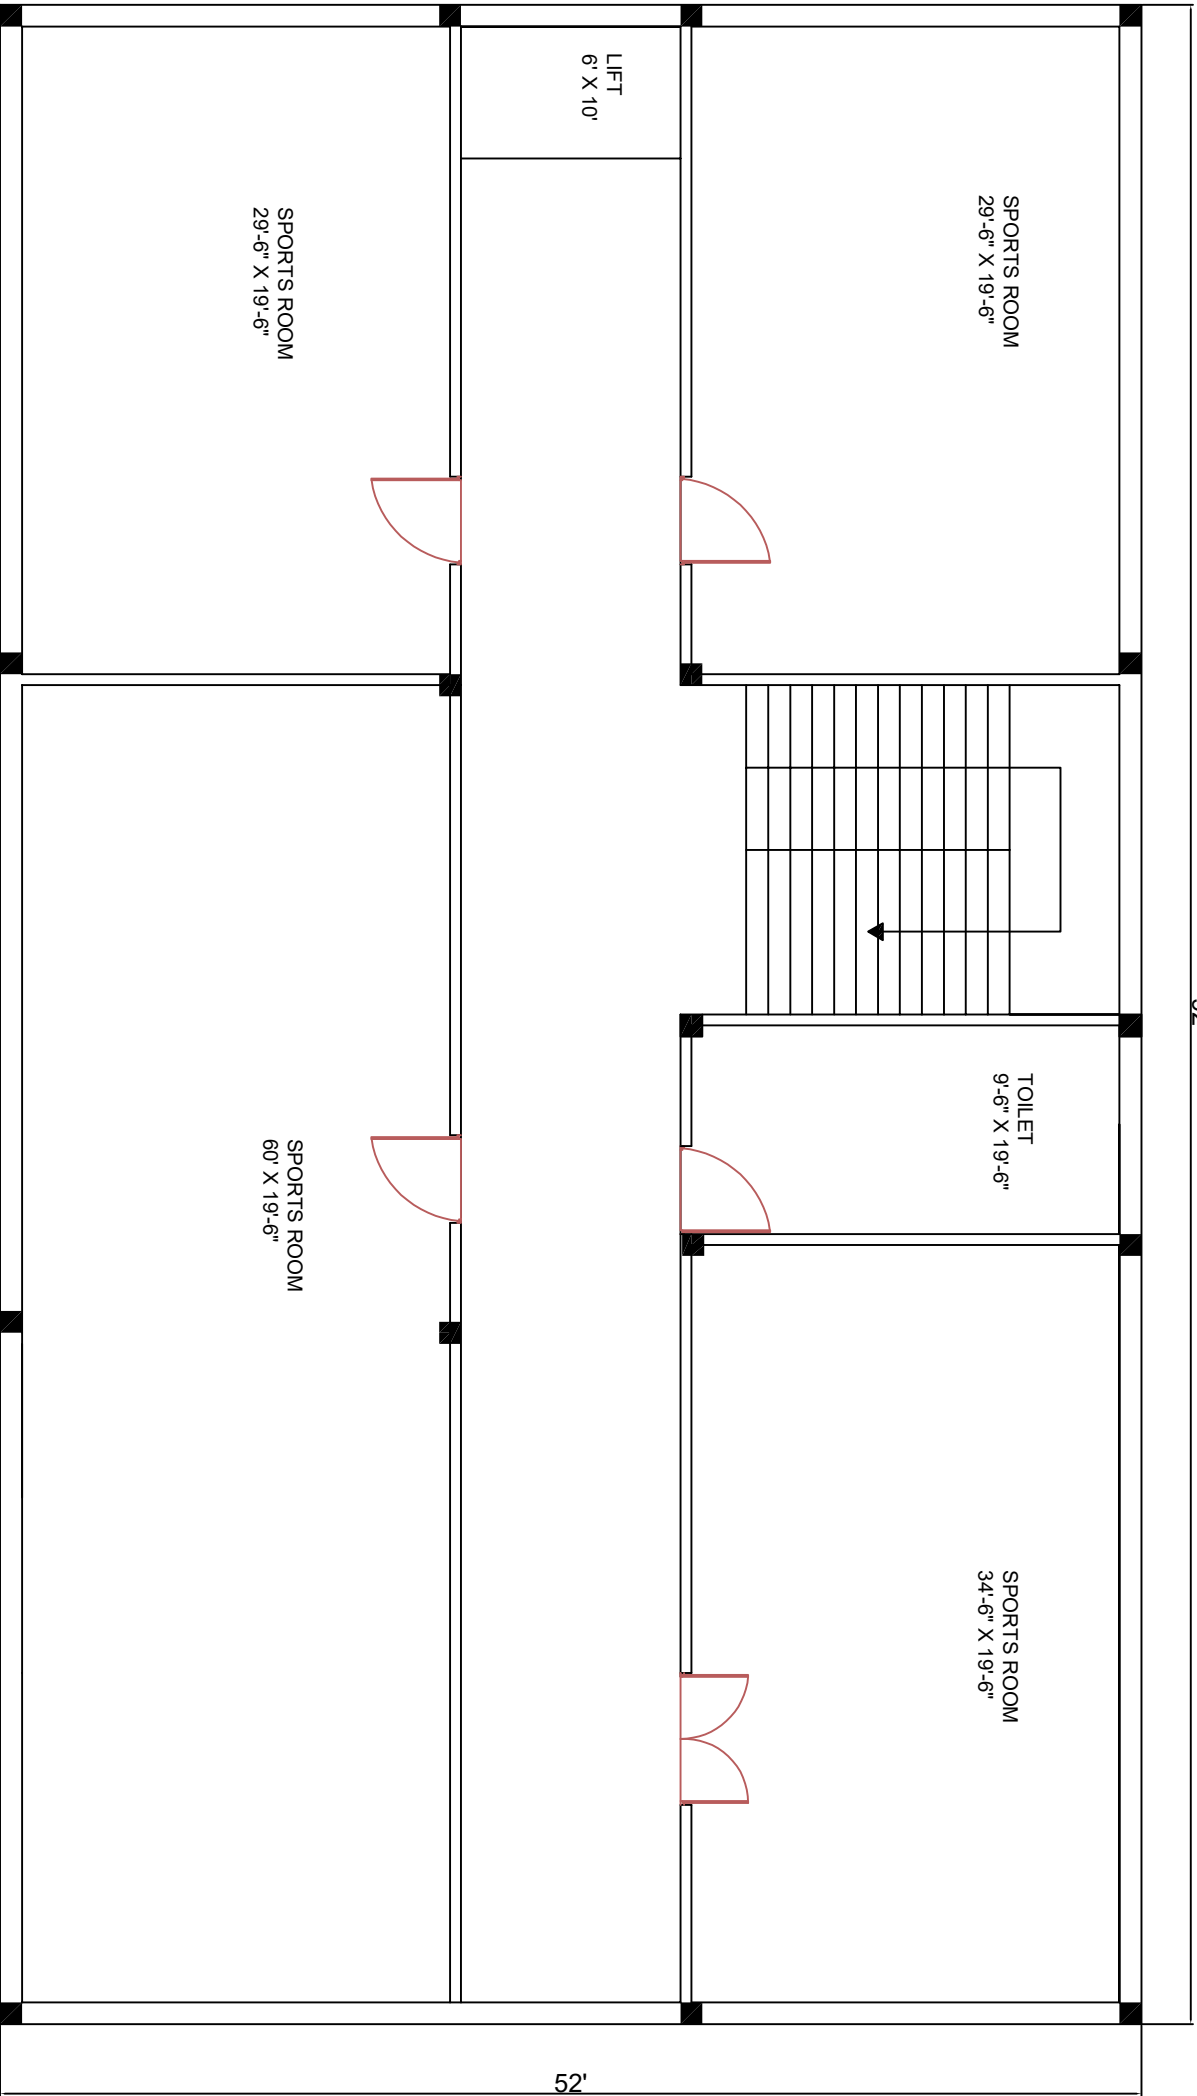 LIFT
6' X 10'
SPORTS ROOM
29'-6" X 19'-6"
SPORTS ROOM
29'-6" X 19'-6"
TOILET
9'-6" X 19'-6"
SPORTS ROOM
60' X 19'-6"
SPORTS ROOM
34'-6" X 19'-6"
52'